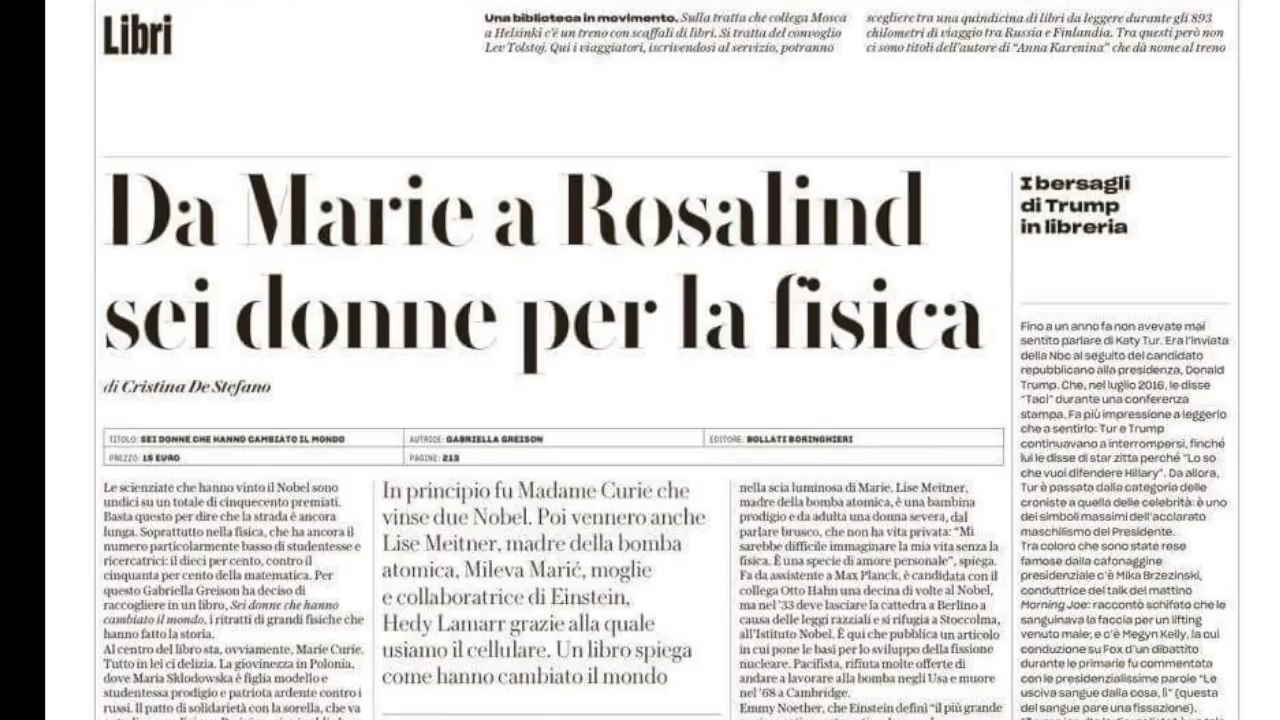 Libri
Una biblioteca in movimento. Sulla tratta che collega Mosca
a Helsinki c'è un treno con scaffali di libri. Si tratta del convoglio
Lev Tolstoj. Qui i viaggiatori, iscrivendosi al servizio, potranno
scegliere tra una quindicina di libri da leggere durante gli 893
chilometri di viaggio tra Russia e Finlandia. Tra questi però non
ci sono titoli dell'autore di "Anna Karenina" che dà nome al treno
Da Marie a Rosalind
sei donne per la fisica
di Cristina De Stefano
TITOLO: SEI DONNE CHE HANNO CAMBIATO IL MONDO
AUTRICE: GABRIELLA GREISON
EDITORE: BOLLATI BORINGHIERI
PREZZO: 15 EURO
PAGINE: 213
Le scienziate che hanno vinto il Nobel sono
undici su un totale di cinquecento premiati.
Basta questo per dire che la strada è ancora
lunga. Soprattutto nella fisica, che ha ancora il
numero particolarmente basso di studentesse e
ricercatrici: il dieci per cento, contro il
cinquanta per cento della matematica. Per
questo Gabriella Greison ha deciso di
raccogliere in un libro, Sei donne che hanno
cambiato il mondo, i ritratti di grandi fisiche che
hanno fatto la storia.
Al centro del libro sta, ovviamente, Marie Curie.
Tutto in lei ci delizia. La giovinezza in Polonia,
dove Maria Skłodowska è figlia modello e
studentessa prodigio e patriota ardente contro i
russi. Il patto di solidarietà con la sorella, che va
In principio fu Madame Curie che
vinse due Nobel. Poi vennero anche
Lise Meitner, madre della bomba
atomica, Mileva Marić, moglie
e collaboratrice di Einstein,
Hedy Lamarr grazie alla quale
usiamo il cellulare. Un libro spiega
come hanno cambiato il mondo
nella scia luminosa di Marie. Lise Meitner,
madre della bomba atomica, è una bambina
prodigio e da adulta una donna severa, dal
parlare brusco, che non ha vita privata: "Mi
sarebbe difficile immaginare la mia vita senza la
fisica. È una specie di amore personale", spiega.
Fa da assistente a Max Planck, è candidata con il
collega Otto Hahn una decina di volte al Nobel,
ma nel '33 deve lasciare la cattedra a Berlino a
causa delle leggi razziali e si rifugia a Stoccolma,
all'Istituto Nobel. È qui che pubblica un articolo
in cui pone le basi per lo sviluppo della fissione
nucleare. Pacifista, rifiuta molte offerte di
andare a lavorare alla bomba negli Usa e muore
nel '68 a Cambridge.
Emmy Noether, che Einstein definì "il più grande
I bersagli
di Trump
in libreria
Fino a un anno fa non avevate mai
sentito parlare di Katy Tur. Era l'inviata
della Nbc al seguito del candidato
repubblicano alla presidenza, Donald
Trump. Che, nel luglio 2016, le disse
"Taci" durante una conferenza
stampa. Fa più impressione a leggerlo
che a sentirlo: Tur e Trump
continuavano a interrompersi, finché
lui le disse di star zitta perché "Lo so
che vuoi difendere Hillary". Da allora,
Tur è passata dalla categoria delle
croniste a quella delle celebrità: è uno
dei simboli massimi dell'acclarato
maschilismo del Presidente.
Tra coloro che sono state rese
famose dalla cafonaggine
presidenziale c'è Mika Brzezinski,
conduttrice del talk del mattino
Morning Joe: raccontò schifato che le
sanguinava la faccia per un lifting
venuto male; e c'è Megyn Kelly, la cui
conduzione su Fox d'un dibattito
durante le primarie fu commentata
con le presidenzialissime parole "Le
usciva sangue dalla cosa, lì" (questa
del sangue pare una fissazione).